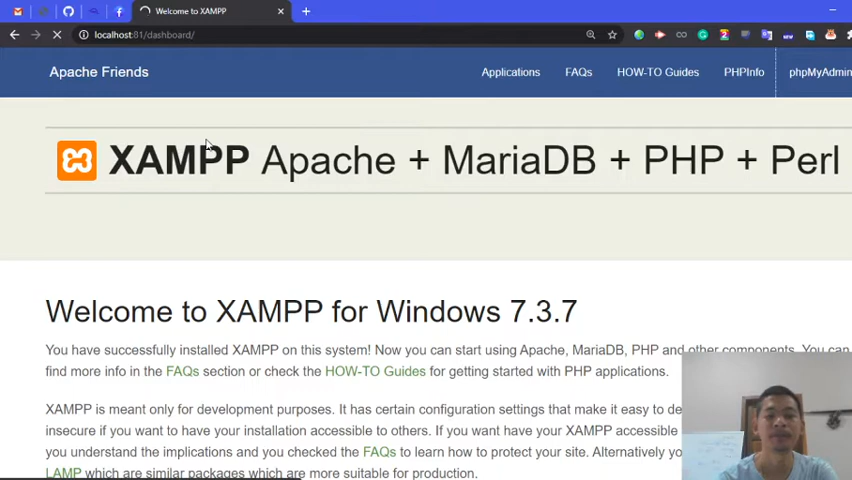 Welcome to XAMPP
localhost:81/dashboard/
Apache Friends
Applications
FAQs
HOW-TO Guides
PHPInfo
phpMyAdmin
XAMPP Apache + MariaDB + PHP + Perl
Welcome to XAMPP for Windows 7.3.7
You have successfully installed XAMPP on this system! Now you can start using Apache, MariaDB, PHP and other components. You can
find more info in the FAQs section or check the HOW-TO Guides for getting started with PHP applications.
XAMPP is meant only for development purposes. It has certain configuration settings that make it easy to de
insecure if you want to have your installation accessible to others. If you want have your XAMPP accessible
you understand the implications and you checked the FAQs to learn how to protect your site. Alternatively yo
LAMP which are similar packages which are more suitable for production.